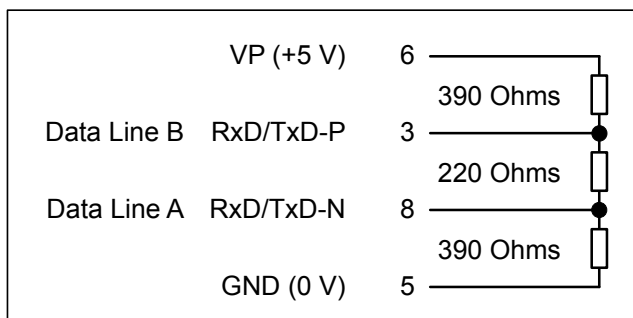 VP (+5 V) 6
390 Ohms
Data Line B RxD/TxD-P 3
220 Ohms
Data Line A RxD/TxD-N 8
390 Ohms
GND (0 V) 5